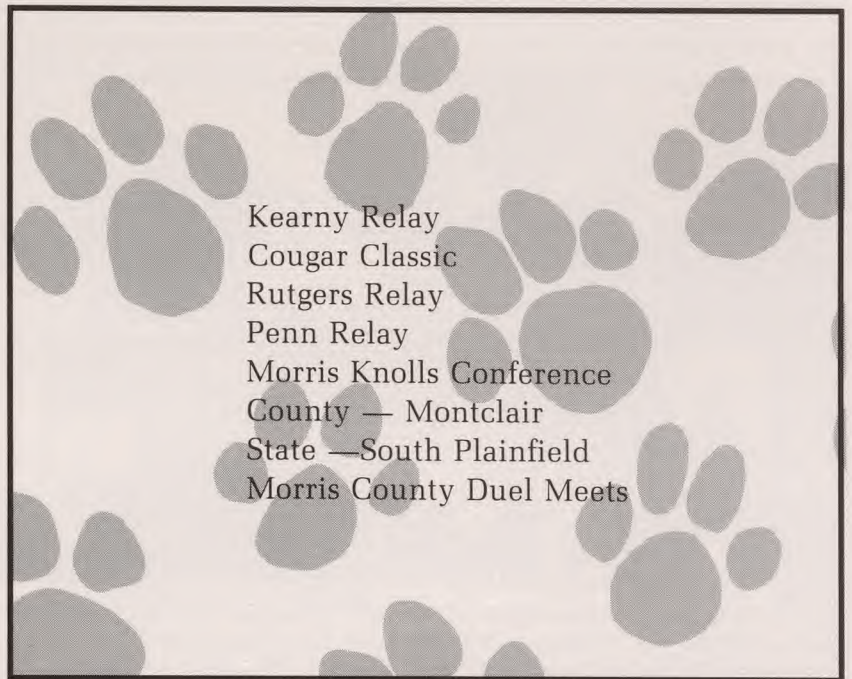 Kearny Relay
Cougar Classic
Rutgers Relay
Penn Relay
Morris Knolls Conference
County — Montclair
State —South Plainfield
Morris County Duel Meets